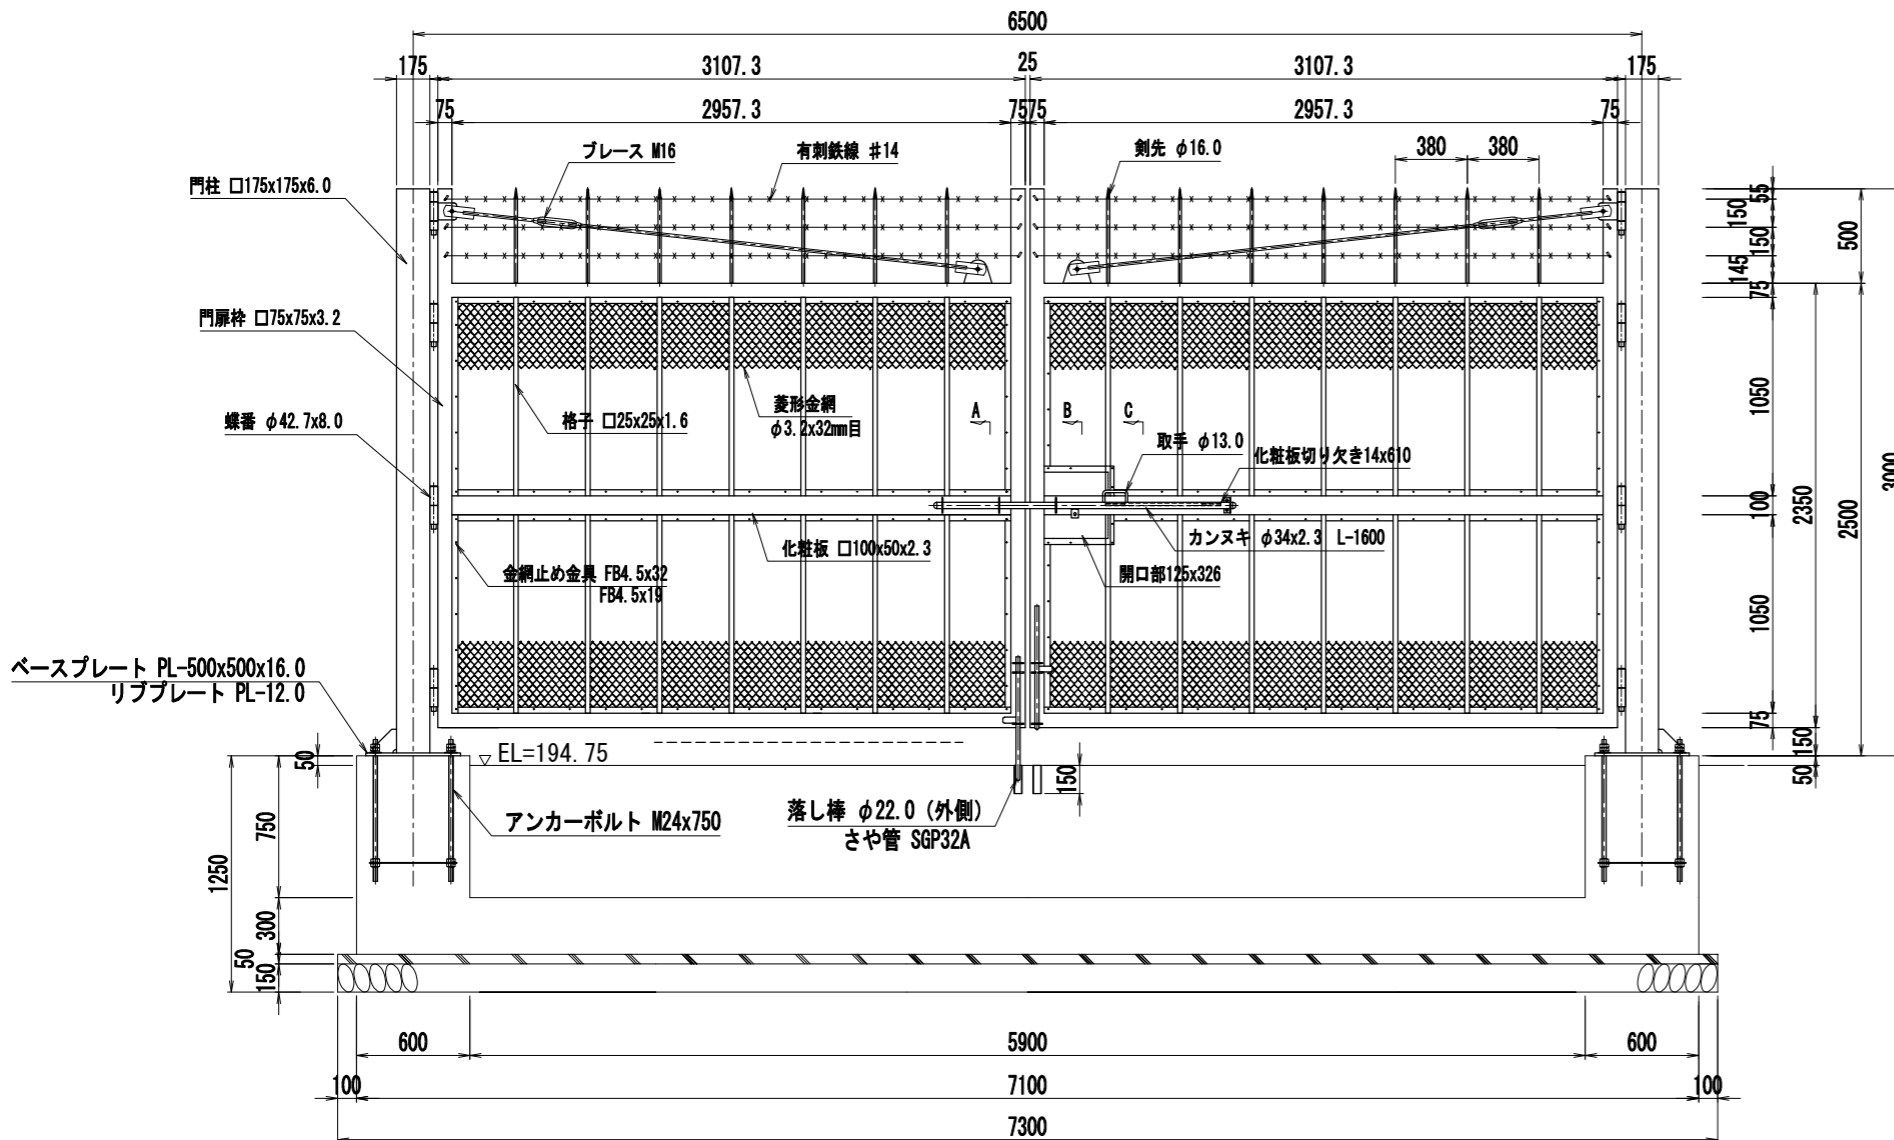 6500
175
3107.3
25
3107.3
175
75
2957.3
75
75
2957.3
75
ブレース M16
有刺鉄線 #14
剣先 φ16.0
380
380
門柱 □175x175x6.0
55
150
150
145
75
500
門扉枠 □75x75x3.2
蝶番 φ42.7x8.0
格子 □25x25x1.6
菱形金網
φ3.2x32mm目
A
B
C
取手 φ13.0
化粧板切り欠き14x610
1050
100
2350
2500
3000
化粧板 □100x50x2.3
カンヌキ φ34x2.3 L-1600
金網止め金具 FB4.5x32
FB4.5x19
開口部125x326
1050
75
150
50
ベースプレート PL-500x500x16.0
リブプレート PL-12.0
50
EL=194.75
150
アンカーボルト M24x750
落し棒 φ22.0 (外側)
さや管 SGP32A
750
1250
300
50
150
600
5900
600
100
7100
100
7300